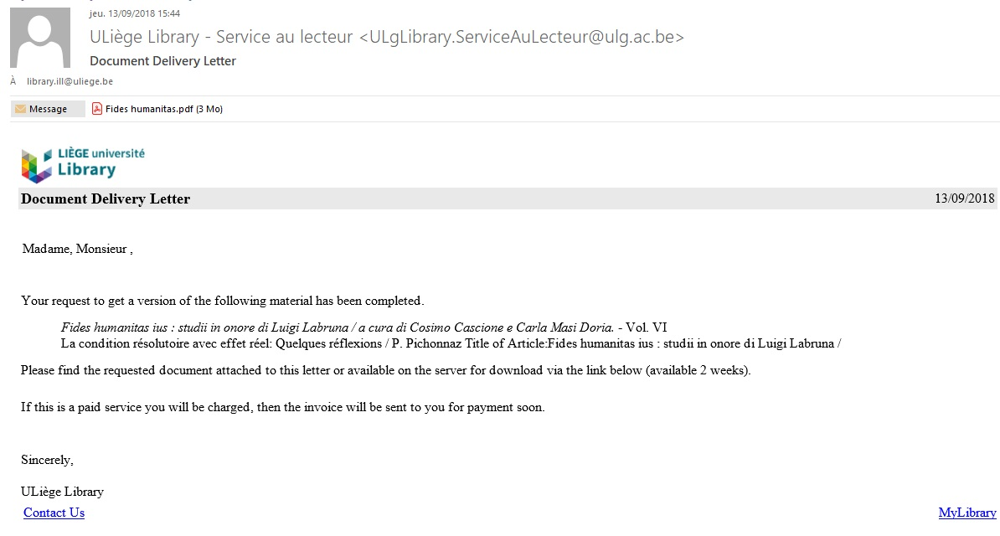 jeu. 13/09/2018 15:44
ULiège Library - Service au lecteur <ULgLibrary.ServiceAuLecteur@ulg.ac.be>
Document Delivery Letter
À library.ill@uliege.be
Message Fides humanitas.pdf (3 Mo)
LIÈGE université
Library
Document Delivery Letter 13/09/2018
Madame, Monsieur ,
Your request to get a version of the following material has been completed.
Fides humanitas ius : studii in onore di Luigi Labruna / a cura di Cosimo Cascione e Carla Masi Doria. - Vol. VI
La condition résolutoire avec effet réel: Quelques réflexions / P. Pichonnaz Title of Article:Fides humanitas ius : studii in onore di Luigi Labruna /
Please find the requested document attached to this letter or available on the server for download via the link below (available 2 weeks).
If this is a paid service you will be charged, then the invoice will be sent to you for payment soon.
Sincerely,
ULiège Library
Contact Us MyLibrary